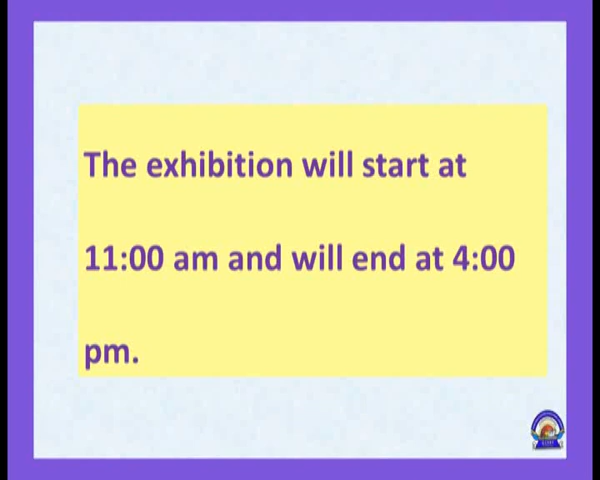 The exhibition will start at
11:00 am and will end at 4:00
pm.